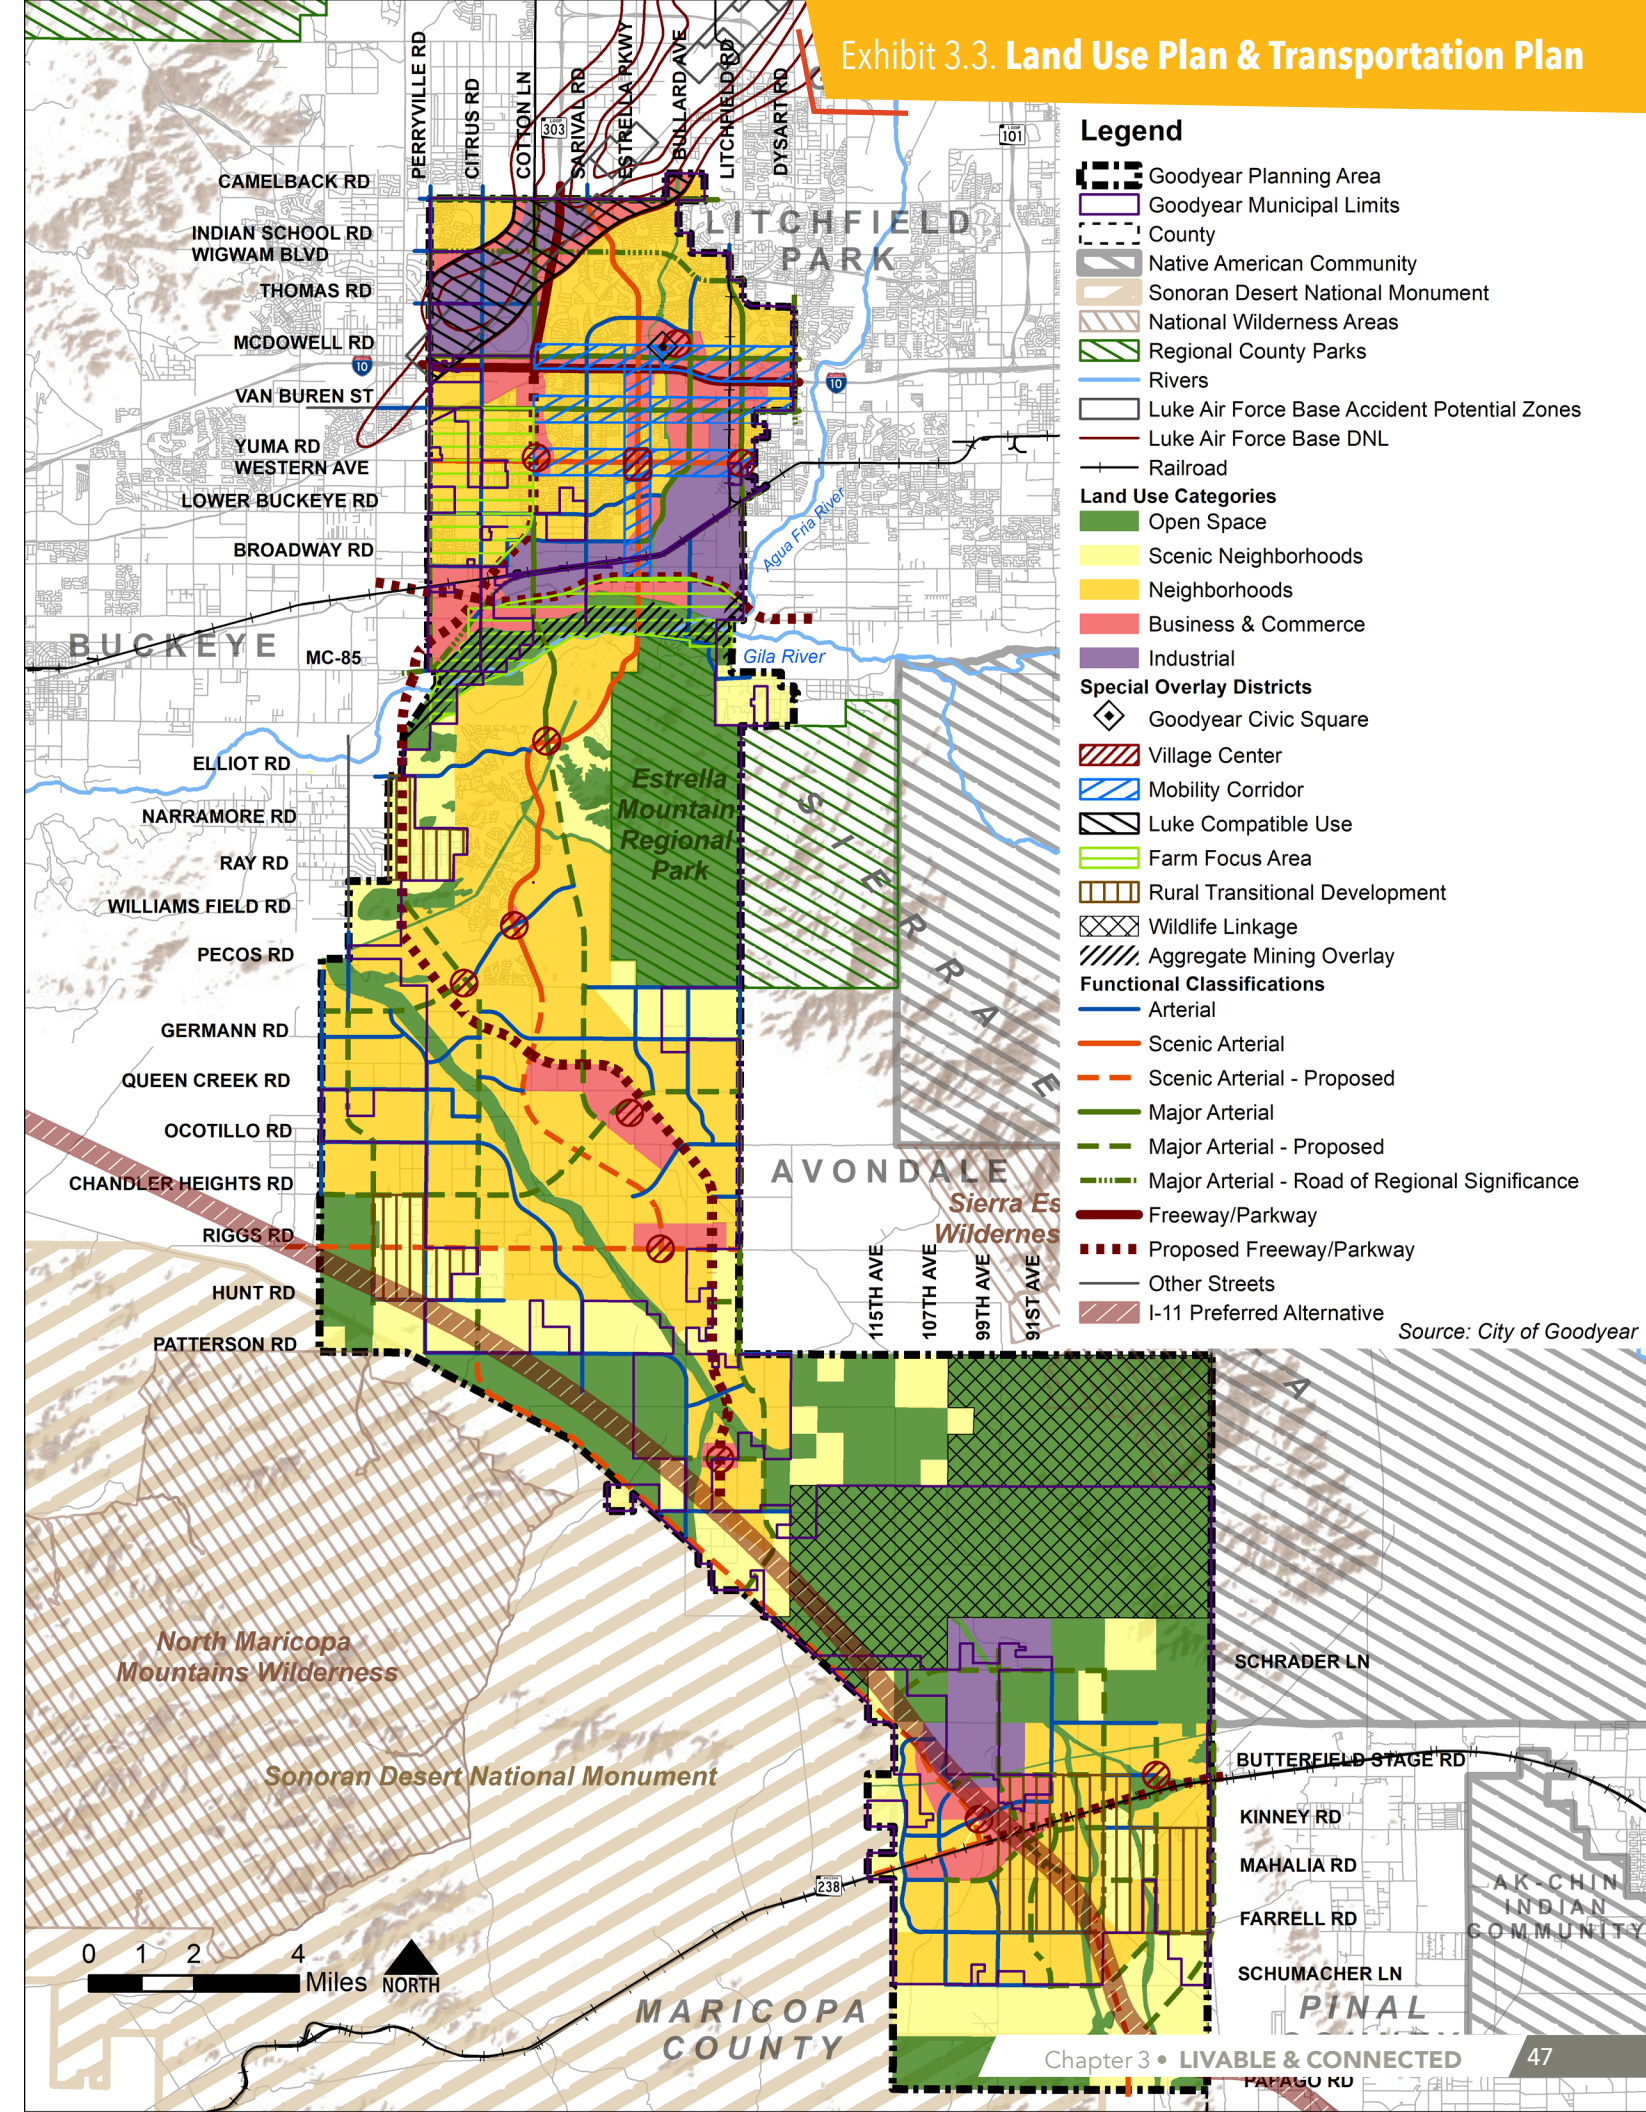 Exhibit 3.3. Land Use Plan & Transportation Plan
PERRYVILLE RD
CITRUS RD
COTTON LN
SARIVAL RD
ESTRELLA PKWY
BULLARD AVE
LITCHFIELD RD
DYSART RD
LOOP
303
LOOP
101
CAMELBACK RD
INDIAN SCHOOL RD
WIGWAM BLVD
THOMAS RD
MCDOWELL RD
10
VAN BUREN ST
YUMA RD
WESTERN AVE
LOWER BUCKEYE RD
BROADWAY RD
MC-85
ELLIOT RD
NARRAMORE RD
RAY RD
WILLIAMS FIELD RD
PECOS RD
GERMANN RD
QUEEN CREEK RD
OCOTILLO RD
CHANDLER HEIGHTS RD
RIGGS RD
HUNT RD
PATTERSON RD
LITCHFIELD
PARK
10
Agua Fria River
Gila River
BUCKEYE
Estrella
Mountain
Regional
Park
SIERRA E
A
AVONDALE
Sierra Es
Wildernes
115TH AVE
107TH AVE
99TH AVE
91ST AVE
Legend
Goodyear Planning Area
Goodyear Municipal Limits
County
Native American Community
Sonoran Desert National Monument
National Wilderness Areas
Regional County Parks
Rivers
Luke Air Force Base Accident Potential Zones
Luke Air Force Base DNL
Railroad
Land Use Categories
Open Space
Scenic Neighborhoods
Neighborhoods
Business & Commerce
Industrial
Special Overlay Districts
Goodyear Civic Square
Village Center
Mobility Corridor
Luke Compatible Use
Farm Focus Area
Rural Transitional Development
Wildlife Linkage
Aggregate Mining Overlay
Functional Classifications
Arterial
Scenic Arterial
Scenic Arterial - Proposed
Major Arterial
Major Arterial - Proposed
Major Arterial - Road of Regional Significance
Freeway/Parkway
Proposed Freeway/Parkway
Other Streets
I-11 Preferred Alternative
Source: City of Goodyear
North Maricopa
Mountains Wilderness
Sonoran Desert National Monument
SCHRADER LN
BUTTERFIELD STAGE RD
KINNEY RD
MAHALIA RD
FARRELL RD
SCHUMACHER LN
PAPAGO RD
238
AK-CHIN
INDIAN
COMMUNITY
0 1 2 4
Miles
NORTH
MARICOPA
COUNTY
PINAL
COUNTY
Chapter 3 • LIVABLE & CONNECTED 47